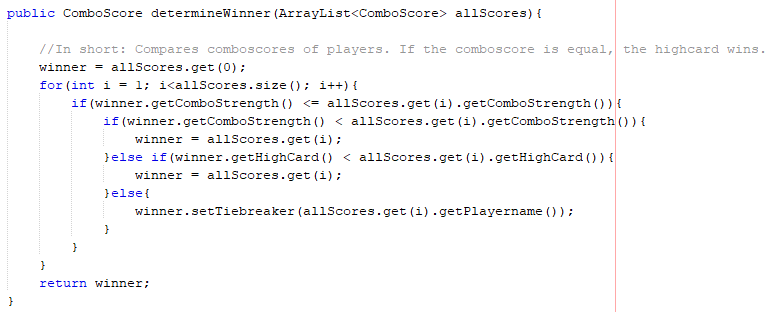 public ComboScore determineWinner(ArrayList<ComboScore> allScores){
//In short: Compares comboscores of players. If the comboscore is equal, the highcard wins.
winner = allScores.get(0);
for(int i = 1; i<allScores.size(); i++){
if(winner.getComboStrength() <= allScores.get(i).getComboStrength()){
if(winner.getComboStrength() < allScores.get(i).getComboStrength()){
winner = allScores.get(i);
}else if(winner.getHighCard() < allScores.get(i).getHighCard()){
winner = allScores.get(i);
}else{
winner.setTiebreaker(allScores.get(i).getPlayername());
}
}
}
return winner;
}